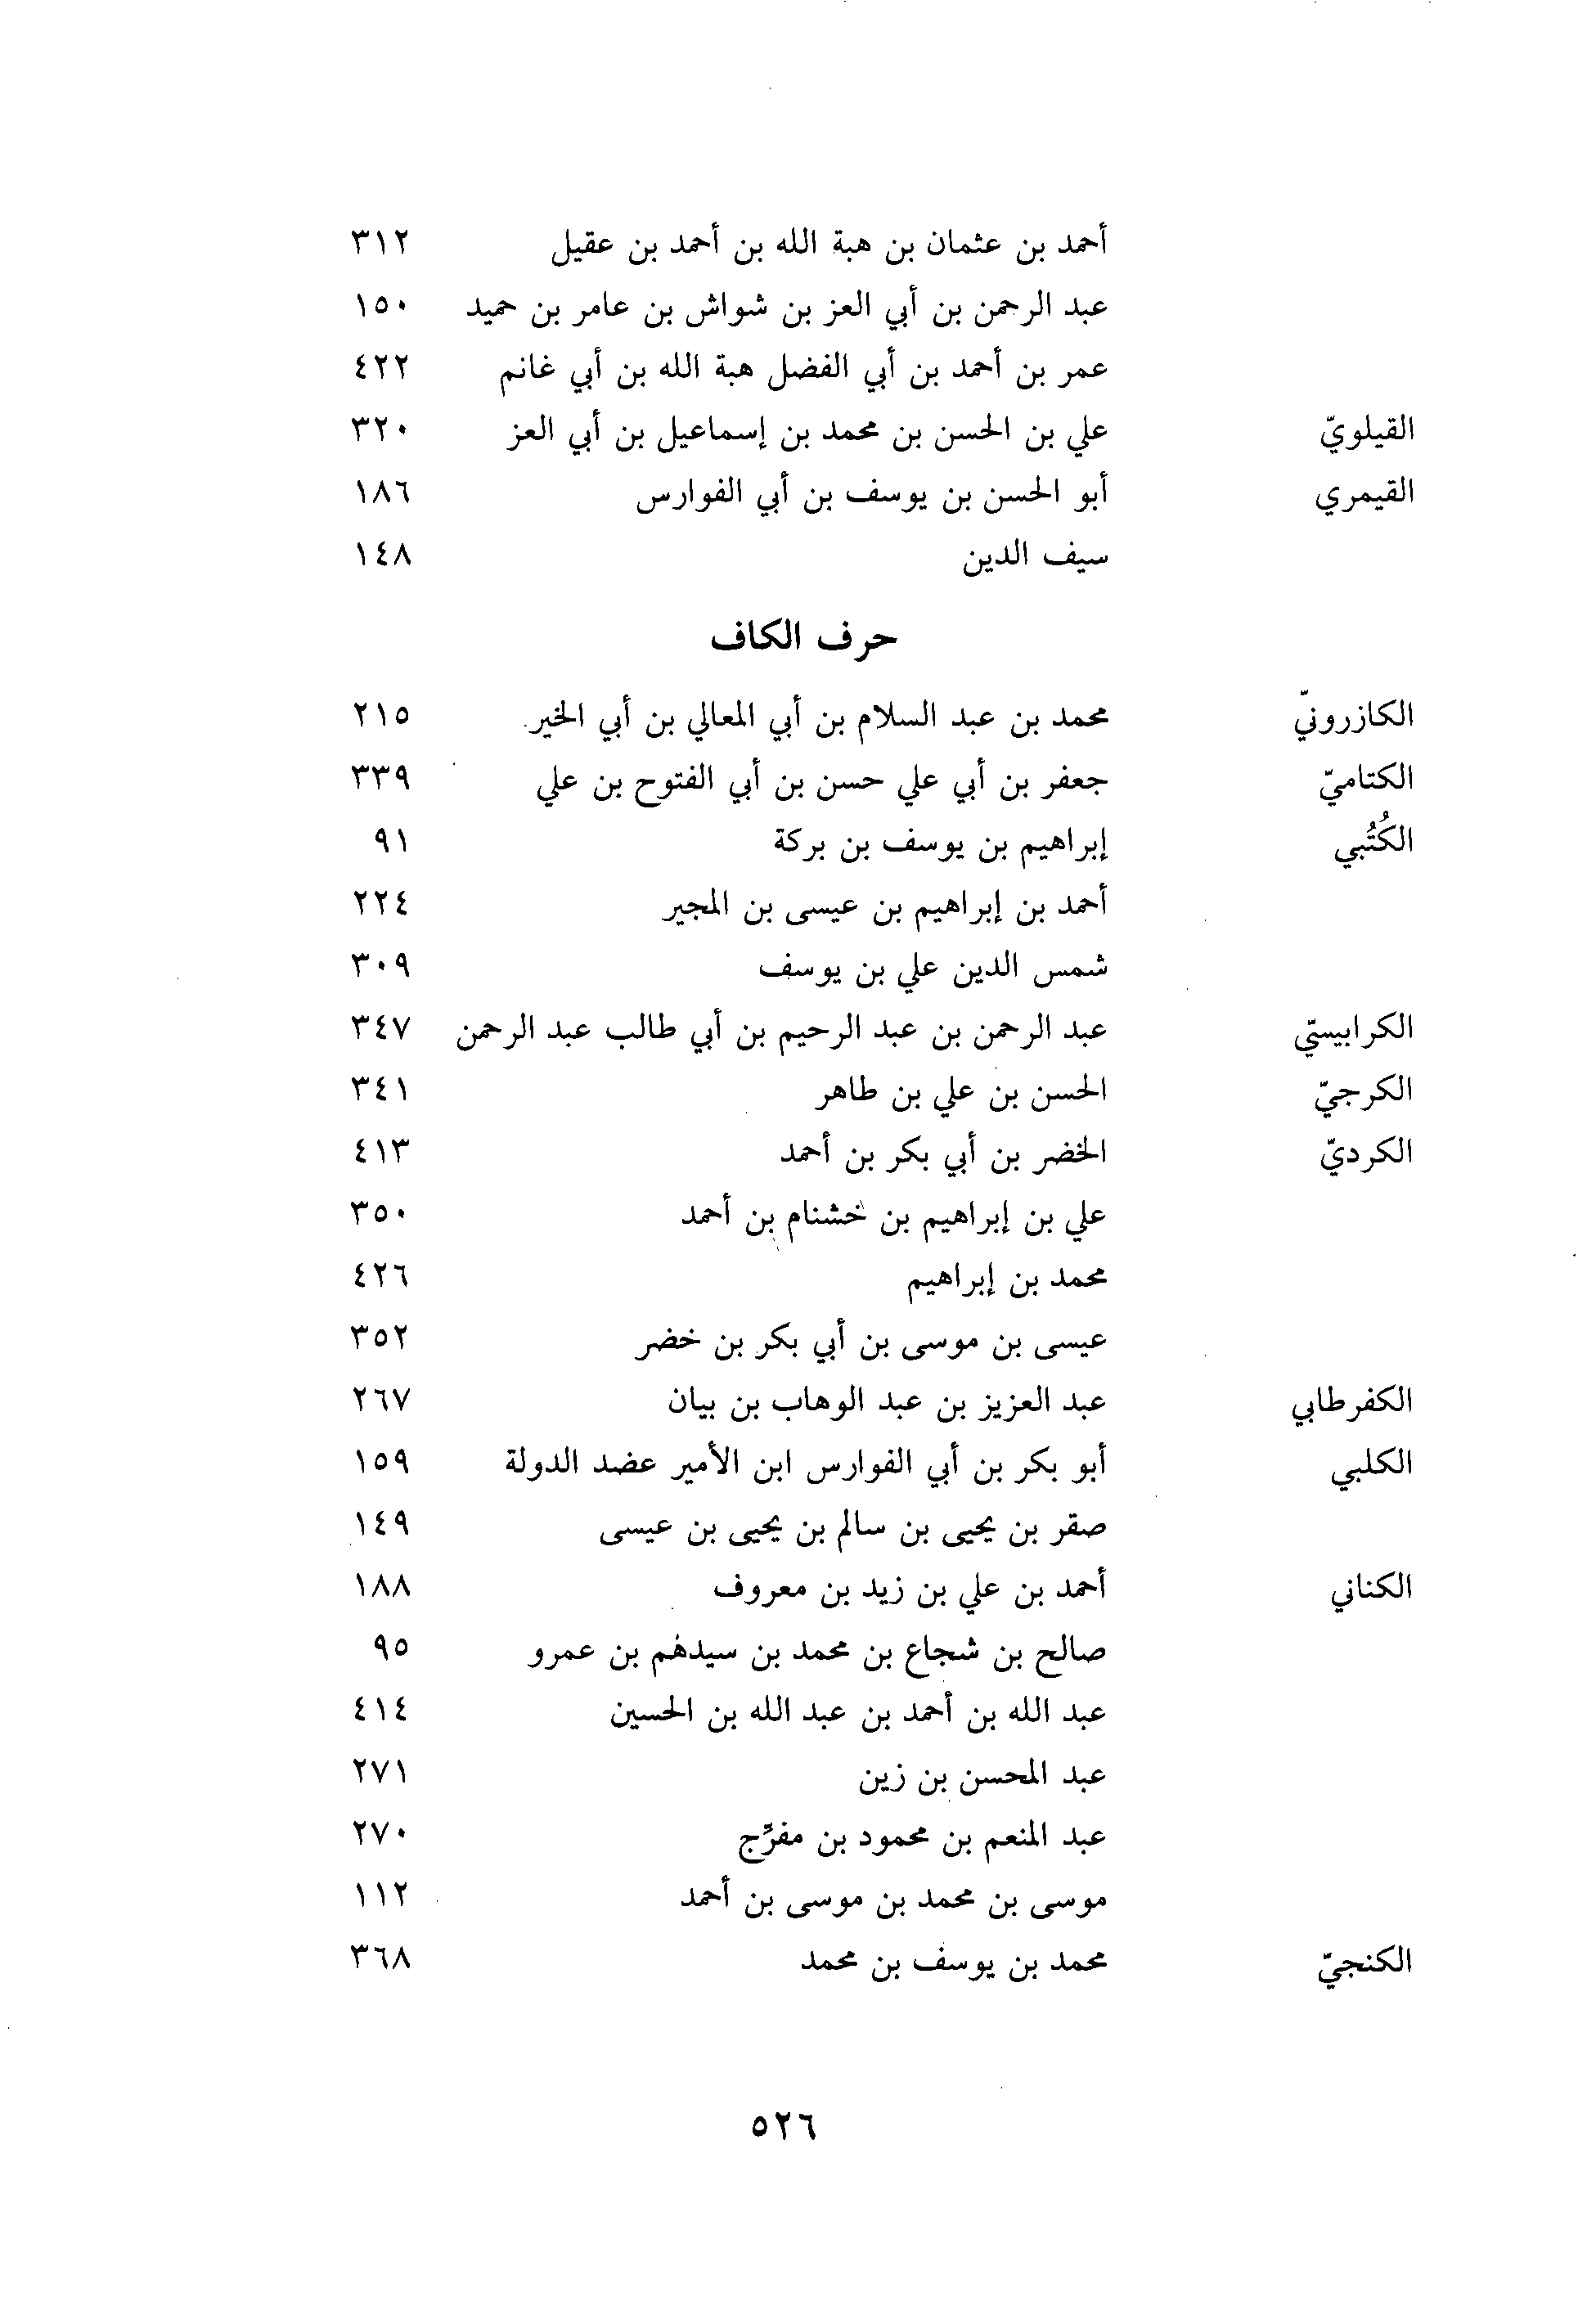 أحمد بن عثمان بن هبة الله بن أحمد بن عقيل ٣١٢
عبد الرحمن بن أبي العز بن شواش بن عامر بن حميد ١٥٠
عمر بن أحمد بن أبي الفضل هبة الله بن أبي غانم ٤٢٢
القيلويّ علي بن الحسن بن محمد بن إسماعيل بن أبي العز ٣٢٠
القيمري أبو الحسن بن يوسف بن أبي الفوارس ١٨٦
سيف الدين ١٤٨
حرف الكاف
الكازرونيّ محمد بن عبد السلام بن أبي المعالي بن أبي الخير ٢١٥
الكتاميّ جعفر بن أبي علي حسن بن أبي الفتوح بن علي ٣٣٩
الكُتُبي إبراهيم بن يوسف بن بركة ٩١
أحمد بن إبراهيم بن عيسى بن المجير ٢٢٤
شمس الدين علي بن يوسف ٣٠٩
الكرابيسيّ عبد الرحمن بن عبد الرحيم بن أبي طالب عبد الرحمن ٣٤٧
الكرجيّ الحسن بن علي بن طاهر ٣٤١
الكرديّ الخضر بن أبي بكر بن أحمد ٤١٣
علي بن إبراهيم بن خشنام بن أحمد ٣٥٠
محمد بن إبراهيم ٤٢٦
عيسى بن موسى بن أبي بكر بن خضر ٣٥٢
الكفرطابي عبد العزيز بن عبد الوهاب بن بيان ٢٦٧
الكلبي أبو بكر بن أبي الفوارس ابن الأمير عضد الدولة ١٥٩
صقر بن يحيى بن سالم بن يحيى بن عيسى ١٤٩
الكناني أحمد بن علي بن زيد بن معروف ١٨٨
صالح بن شجاع بن محمد بن سيدهم بن عمرو ٩٥
عبد الله بن أحمد بن عبد الله بن الحسين ٤١٤
عبد المحسن بن زين ٢٧١
عبد المنعم بن محمود بن مفرّج ٢٧٠
موسى بن محمد بن موسى بن أحمد ١١٢
الكنجيّ محمد بن يوسف بن محمد ٣٦٨
٥٢٦